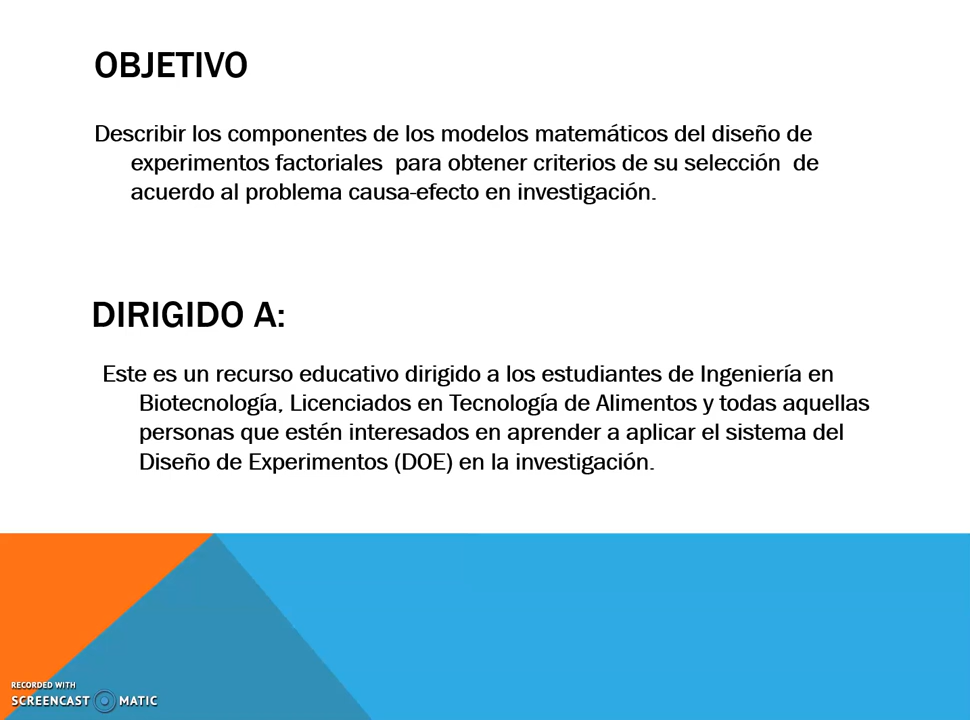 OBJETIVO
Describir los componentes de los modelos matemáticos del diseño de
experimentos factoriales  para obtener criterios de su selección  de
acuerdo al problema causa-efecto en investigación.
DIRIGIDO A:
Este es un recurso educativo dirigido a los estudiantes de Ingeniería en
Biotecnología, Licenciados en Tecnología de Alimentos y todas aquellas
personas que estén interesados en aprender a aplicar el sistema del
Diseño de Experimentos (DOE) en la investigación.
RECORDED WITH
SCREENCAST MATIC